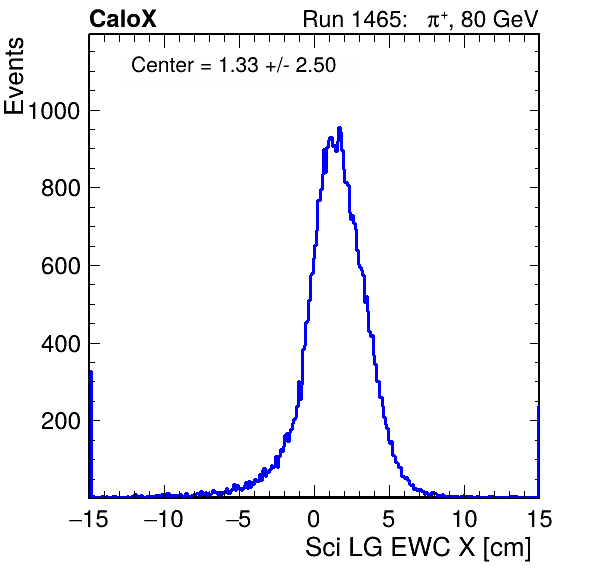 CaloX Run 1465: π+, 80 GeV
Center = 1.33 +/- 2.50
Events
1000
800
600
400
200
−15 −10 −5 0 5 10 15
Sci LG EWC X [cm]